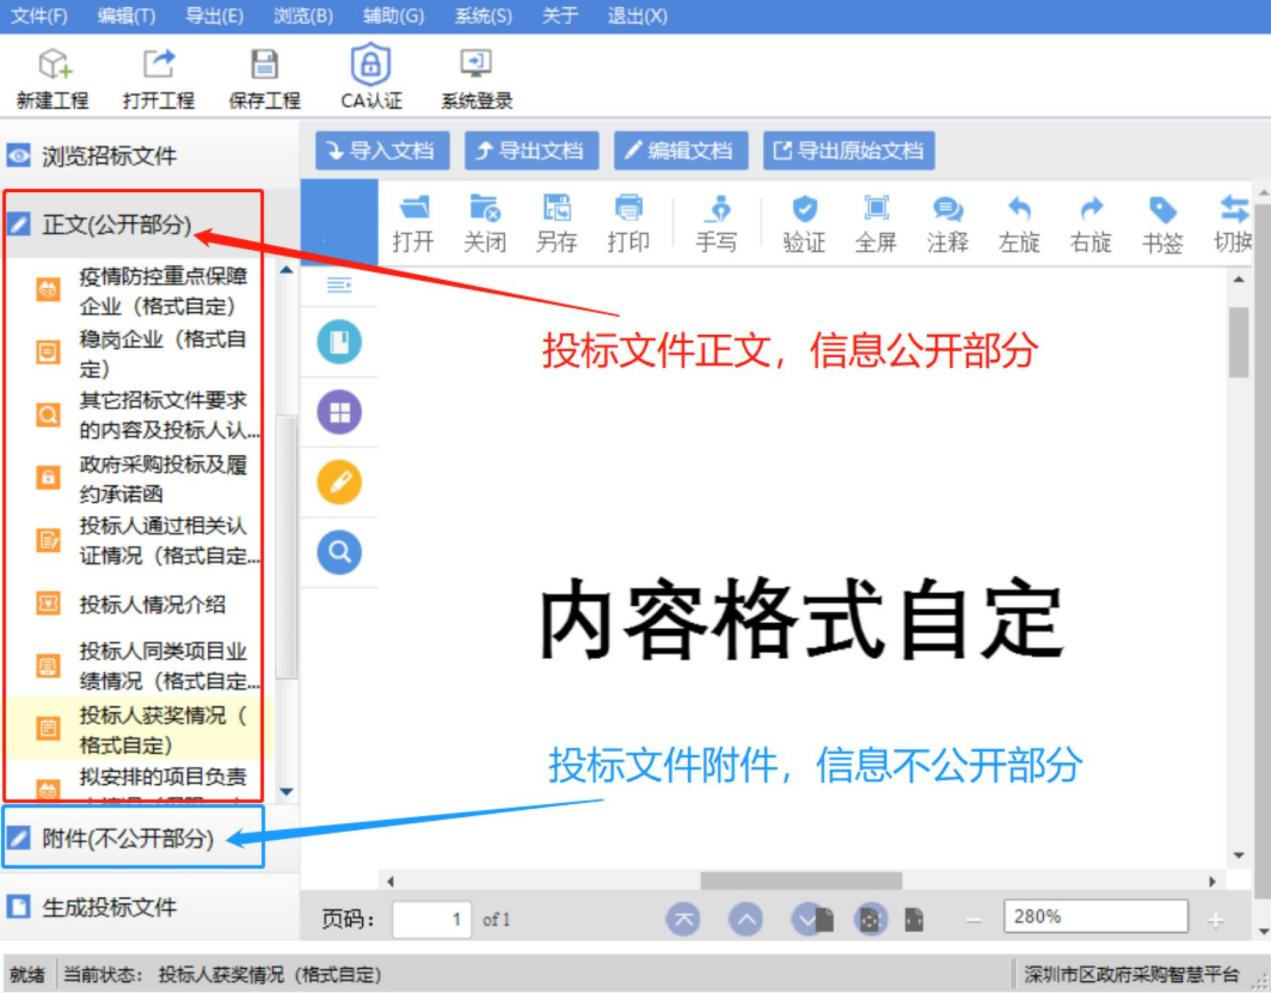 文件(F) 编辑(T) 导出(E) 浏览(B) 辅助(G) 系统(S) 关于 退出(X)
新建工程 打开工程 保存工程 CA认证 系统登录
浏览招标文件
导入文档 导出文档 编辑文档 导出原始文档
正文(公开部分)
打开 关闭 另存 打印 手写 验证 全屏 注释 左旋 右旋 书签 切换
疫情防控重点保障
企业（格式自定）
稳岗企业（格式自
定）
其它招标文件要求
的内容及投标人认...
政府采购投标及履
约承诺函
投标人通过相关认
证情况（格式自定...
投标人情况介绍
投标人同类项目业
绩情况（格式自定...
投标人获奖情况（
格式自定）
拟安排的项目负责
投标文件正文，信息公开部分
内容格式自定
投标文件附件，信息不公开部分
附件(不公开部分)
生成投标文件
页码： 1 of 1 280%
就绪 当前状态： 投标人获奖情况（格式自定） 深圳市区政府采购智慧平台